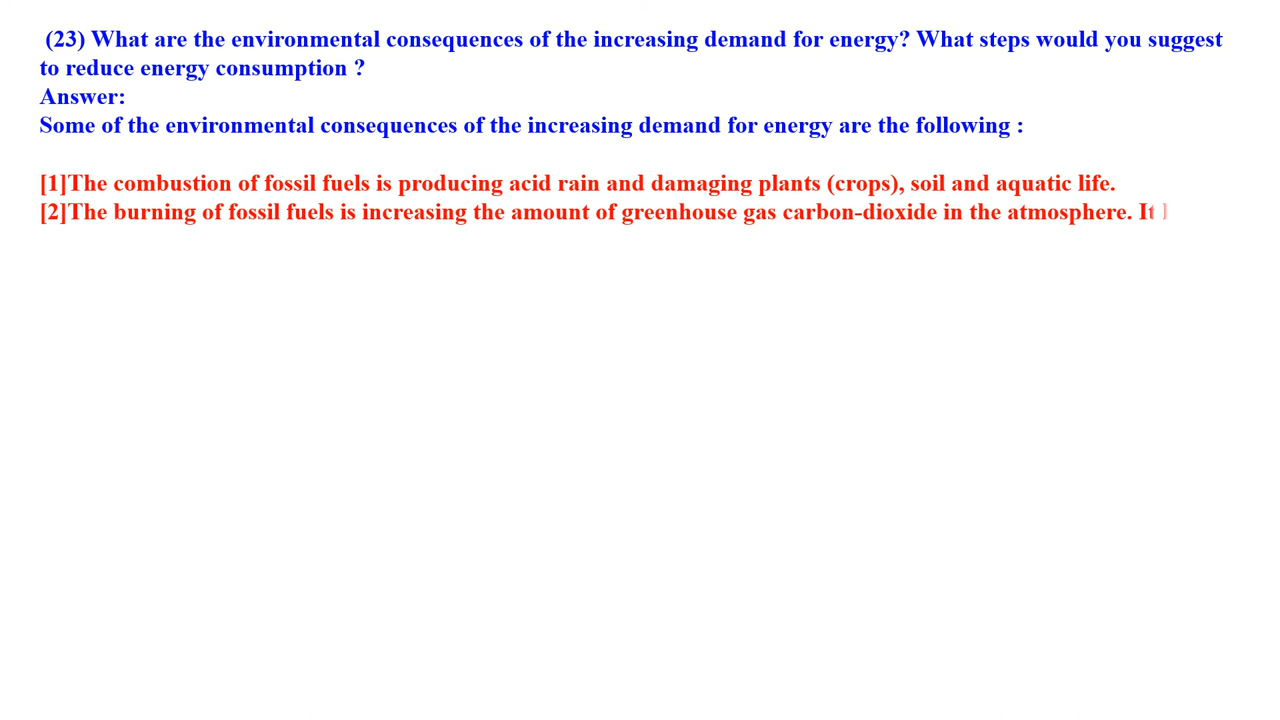 (23) What are the environmental consequences of the increasing demand for energy? What steps would you suggest
to reduce energy consumption ?
Answer:
Some of the environmental consequences of the increasing demand for energy are the following :
[1]The combustion of fossil fuels is producing acid rain and damaging plants (crops), soil and aquatic life.
[2]The burning of fossil fuels is increasing the amount of greenhouse gas carbon-dioxide in the atmosphere. It